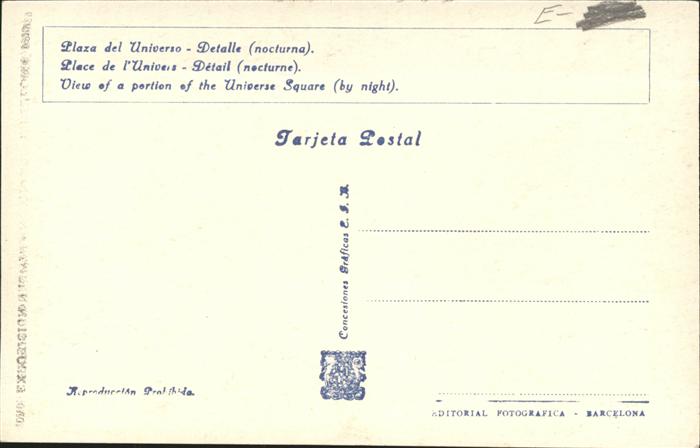 E-
Plaza del Universo - Detalle (nocturna).
Place de l'Univers - Détail (nocturne).
View of a portion of the Universe Square (by night).
Tarjeta Postal
Concesiones Gráficas E. I. B.
Reproducción Prohibida.
EDITORIAL FOTOGRAFICA - BARCELONA